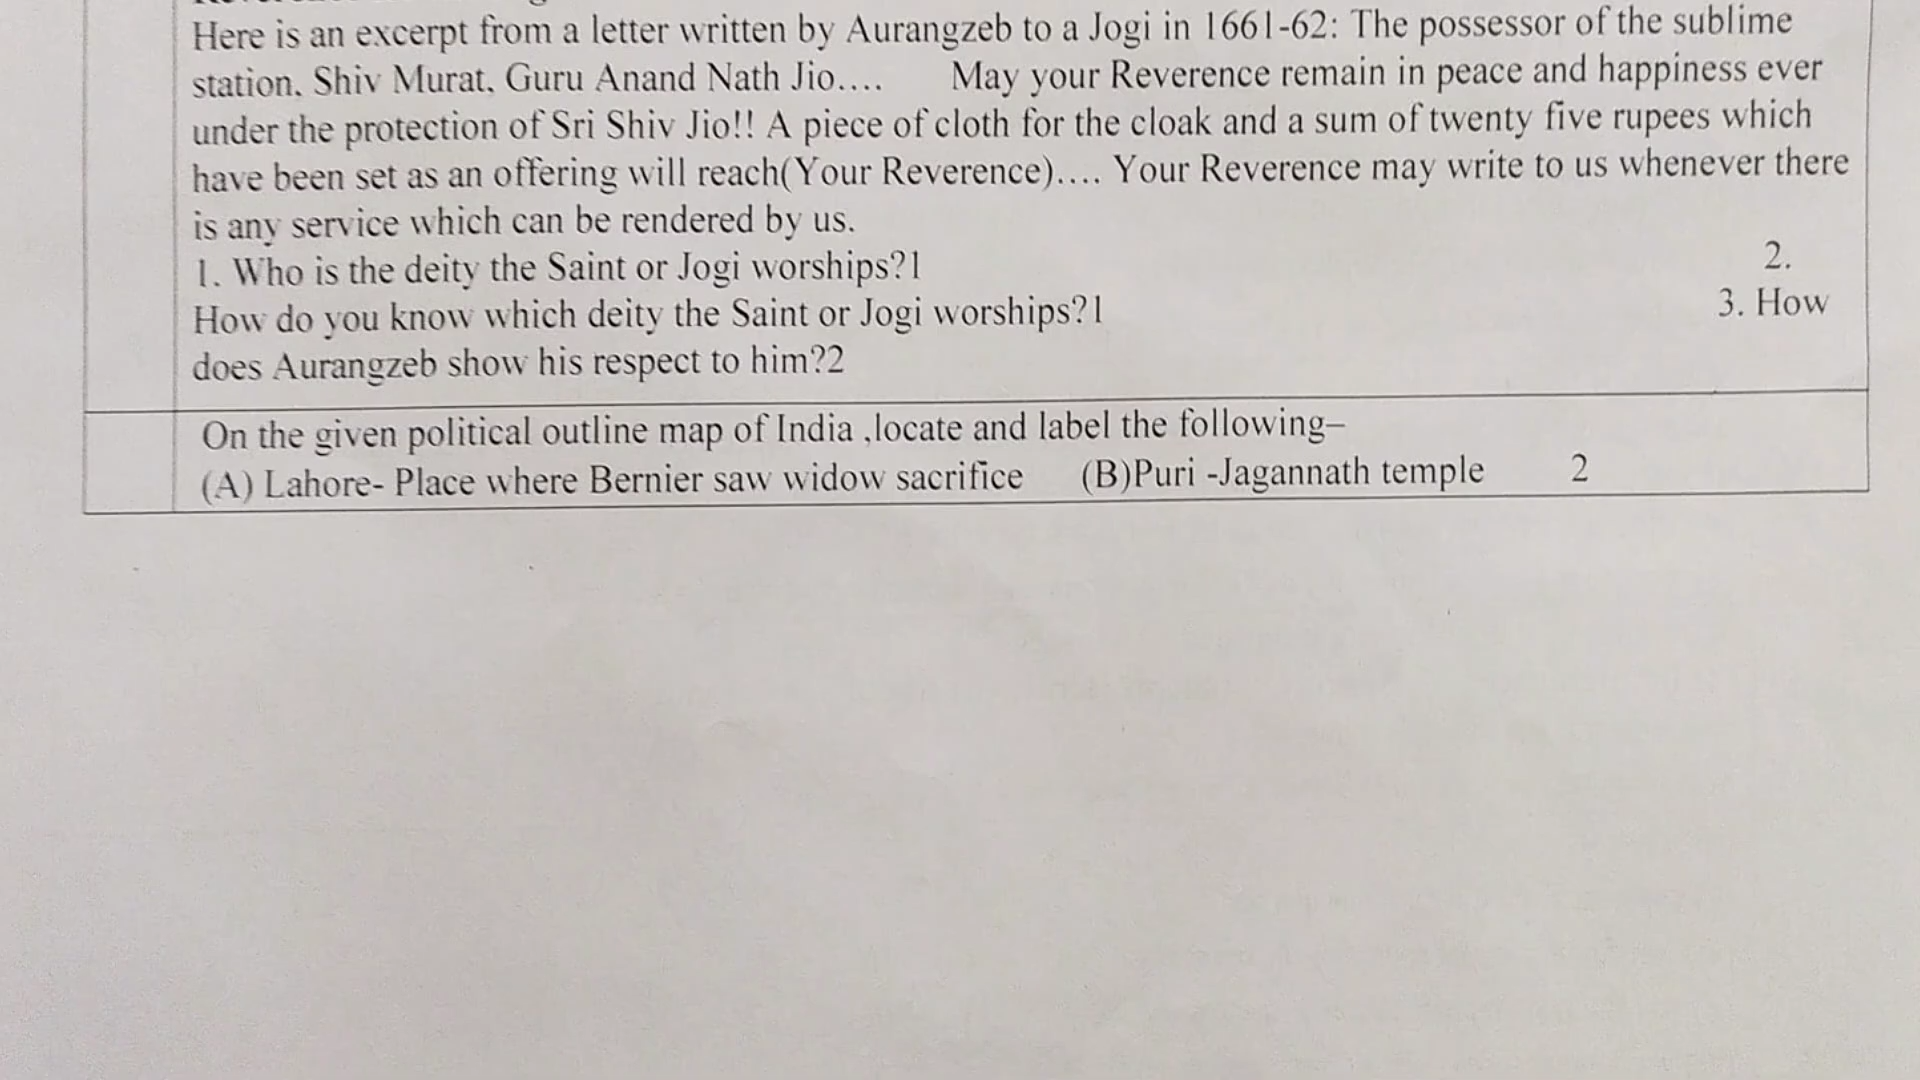 Here is an excerpt from a letter written by Aurangzeb to a Jogi in 1661-62: The possessor of the sublime
station. Shiv Murat, Guru Anand Nath Jio.... May your Reverence remain in peace and happiness ever
under the protection of Sri Shiv Jio!! A piece of cloth for the cloak and a sum of twenty five rupees which
have been set as an offering will reach(Your Reverence).... Your Reverence may write to us whenever there
is any service which can be rendered by us.
1. Who is the deity the Saint or Jogi worships?1 2.
How do you know which deity the Saint or Jogi worships?1 3. How
does Aurangzeb show his respect to him?2
On the given political outline map of India ,locate and label the following–
(A) Lahore- Place where Bernier saw widow sacrifice (B)Puri -Jagannath temple 2